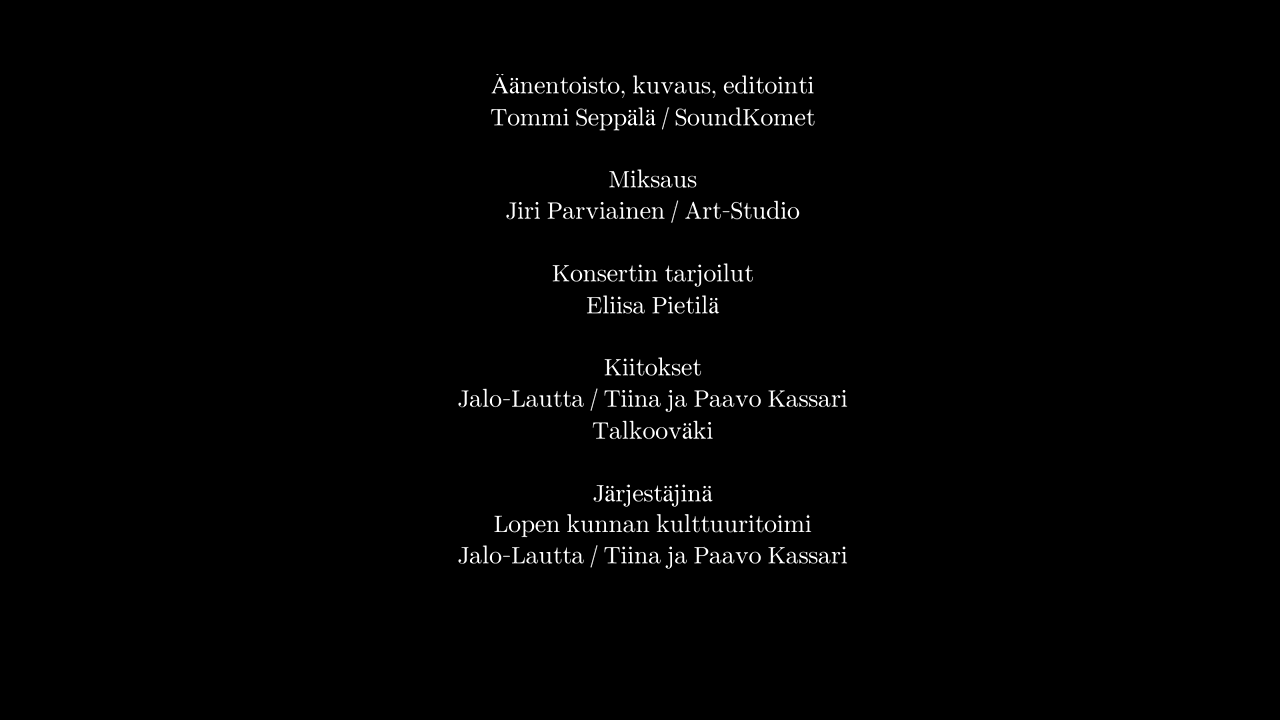 Äänentoisto, kuvaus, editointi
Tommi Seppälä / SoundKomet
Miksaus
Jiri Parviainen / Art-Studio
Konsertin tarjoilut
Eliisa Pietilä
Kiitokset
Jalo-Lautta / Tiina ja Paavo Kassari
Talkooväki
Järjestäjinä
Lopen kunnan kulttuuritoimi
Jalo-Lautta / Tiina ja Paavo Kassari